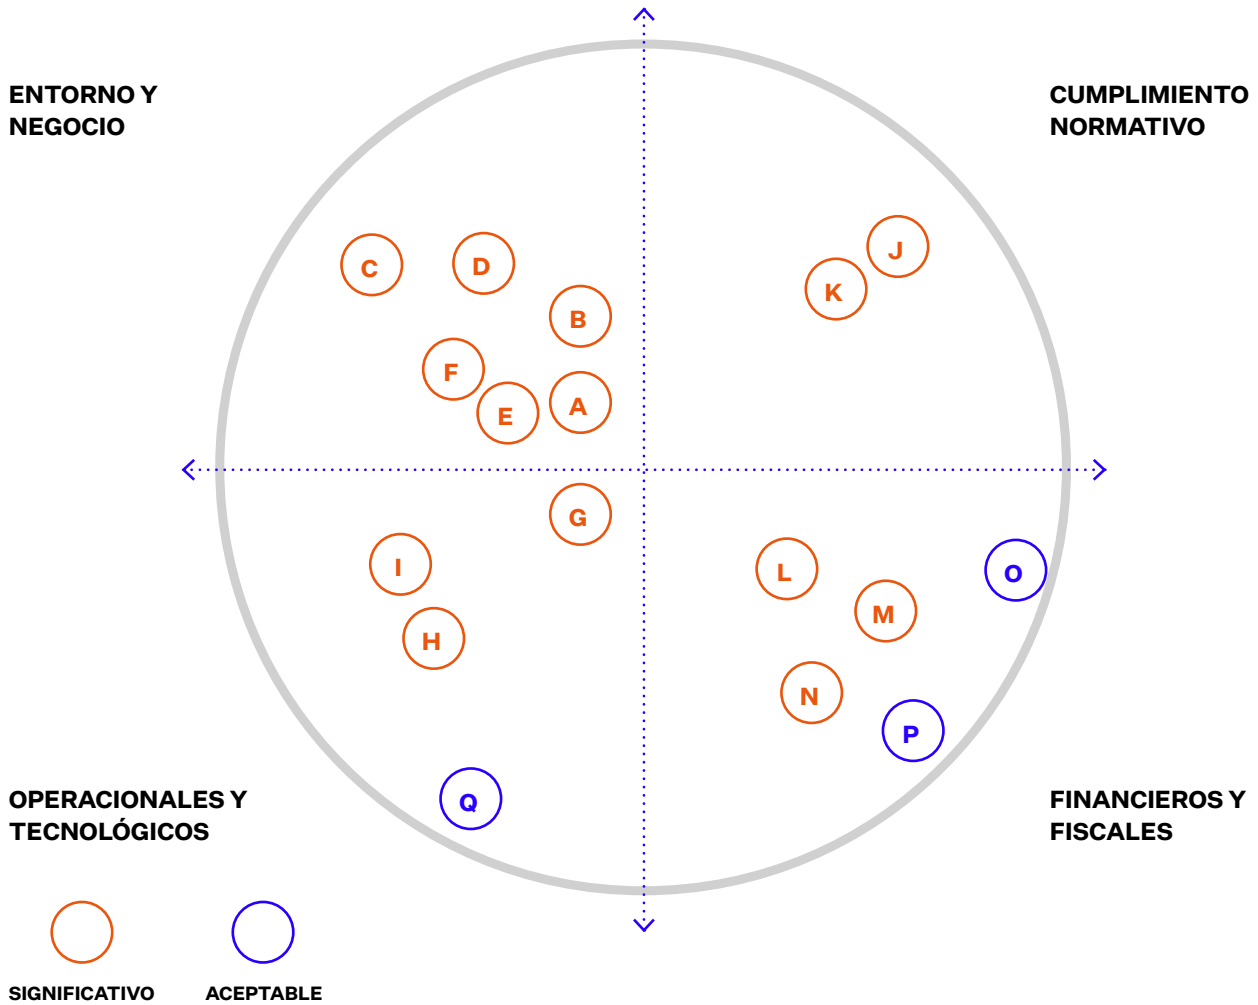 ENTORNO Y
NEGOCIO
CUMPLIMIENTO
NORMATIVO
C
D
B
F
E
A
J
K
G
I
H
Q
L
M
N
O
P
OPERACIONALES Y
TECNOLÓGICOS
FINANCIEROS Y
FISCALES
SIGNIFICATIVO
ACEPTABLE